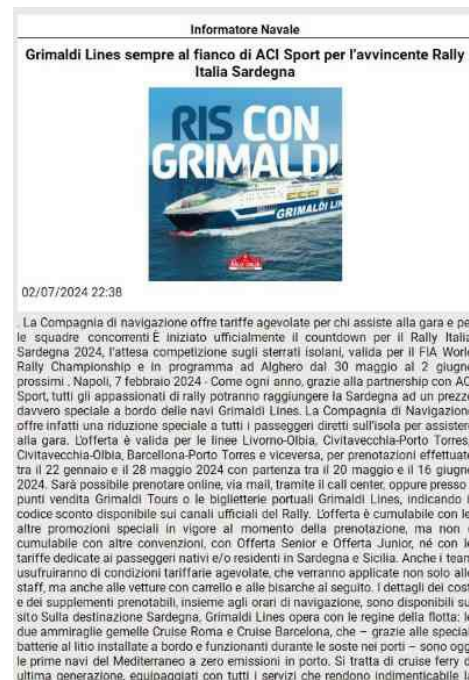 Informatore Navale
Grimaldi Lines sempre al fianco di ACI Sport per l'avvincente Rally
Italia Sardegna
RIS CON
GRIMALDI
GRIMALDI LIN
02/07/2024 22:38
. La Compagnia di navigazione offre tariffe agevolate per chi assiste alla gara e pe
le squadre concorrenti È iniziato ufficialmente il countdown per il Rally Italia
Sardegna 2024, l'attesa competizione sugli sterrati isolani, valida per il FIA World
Rally Championship e in programma ad Alghero dal 30 maggio al 2 giugno
prossimi . Napoli, 7 febbraio 2024 - Come ogni anno, grazie alla partnership con AC
Sport, tutti gli appassionati di rally potranno raggiungere la Sardegna ad un prezzo
davvero speciale a bordo delle navi Grimaldi Lines. La Compagnia di Navigazione
offre infatti una riduzione speciale a tutti i passeggeri diretti sull'isola per assistere
alla gara. L'offerta è valida per le linee Livorno-Olbia, Civitavecchia-Porto Torres,
Civitavecchia-Olbia, Barcellona-Porto Torres e viceversa, per prenotazioni effettuate
tra il 22 gennaio e il 28 maggio 2024 con partenza tra il 20 maggio e il 16 giugno
2024. Sarà possibile prenotare online, via mail, tramite il call center, oppure presso i
punti vendita Grimaldi Tours o le biglietterie portuali Grimaldi Lines, indicando i
codice sconto disponibile sui canali ufficiali del Rally. L'offerta è cumulabile con le
altre promozioni speciali in vigore al momento della prenotazione, ma non è
cumulabile con altre convenzioni, con Offerta Senior e Offerta Junior, né con le
tariffe dedicate ai passeggeri nativi e/o residenti in Sardegna e Sicilia. Anche i team
usufruiranno di condizioni tariffarie agevolate, che verranno applicate non solo allo
staff, ma anche alle vetture con carrello e alle bisarche al seguito. I dettagli dei costi
e dei supplementi prenotabili, insieme agli orari di navigazione, sono disponibili sul
sito Sulla destinazione Sardegna, Grimaldi Lines opera con le regine della flotta: le
due ammiraglie gemelle Cruise Roma e Cruise Barcelona, che – grazie alle speciali
batterie al litio installate a bordo e funzionanti durante le soste nei porti – sono oggi
le prime navi del Mediterraneo a zero emissioni in porto. Si tratta di cruise ferry di
ultima generazione, equipaggiati con tutti i servizi che rendono indimenticabile il